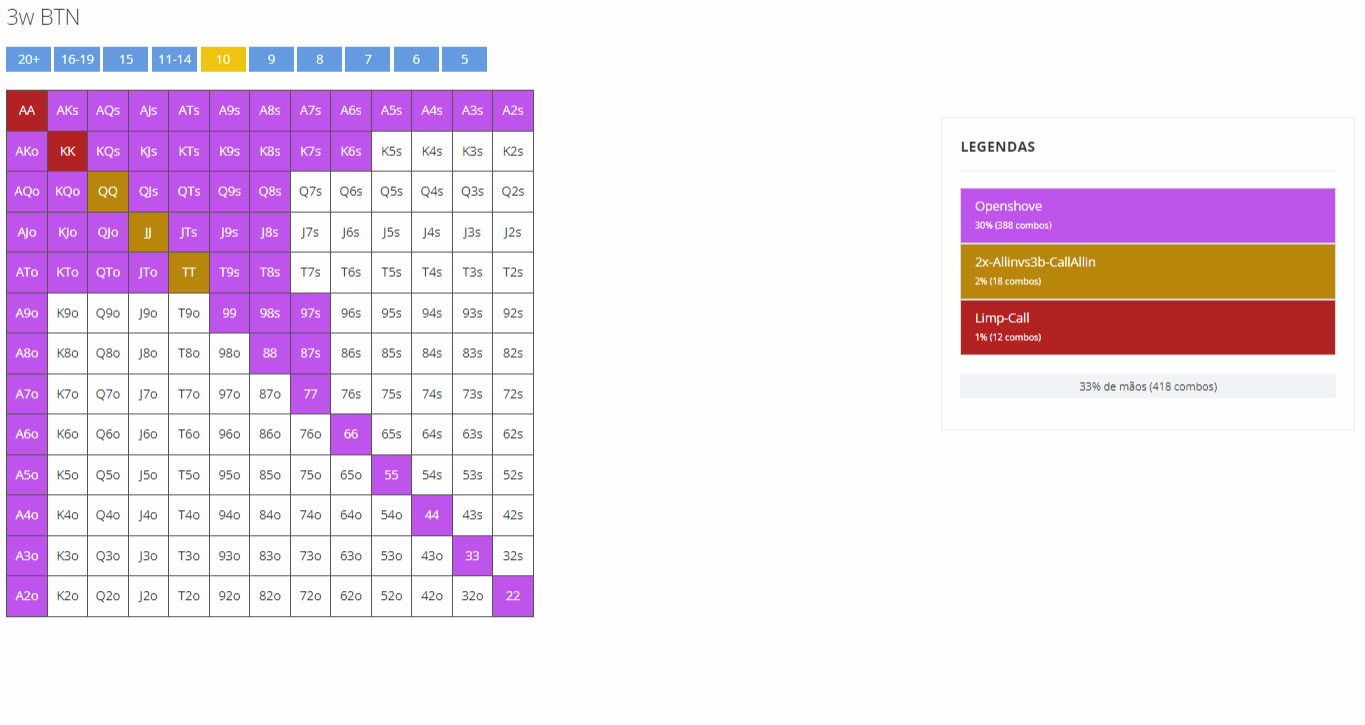 3w BTN
20+ 16-19 15 11-14 10 9 8 7 6 5
AA AKs AQs AJs ATs A9s A8s A7s A6s A5s A4s A3s A2s
AKo KK KQs KJs KTs K9s K8s K7s K6s K5s K4s K3s K2s
AQo KQo QQ QJs QTs Q9s Q8s Q7s Q6s Q5s Q4s Q3s Q2s
AJo KJo QJo JJ JTs J9s J8s J7s J6s J5s J4s J3s J2s
ATo KTo QTo JTo TT T9s T8s T7s T6s T5s T4s T3s T2s
A9o K9o Q9o J9o T9o 99 98s 97s 96s 95s 94s 93s 92s
A8o K8o Q8o J8o T8o 98o 88 87s 86s 85s 84s 83s 82s
A7o K7o Q7o J7o T7o 97o 87o 77 76s 75s 74s 73s 72s
A6o K6o Q6o J6o T6o 96o 86o 76o 66 65s 64s 63s 62s
A5o K5o Q5o J5o T5o 95o 85o 75o 65o 55 54s 53s 52s
A4o K4o Q4o J4o T4o 94o 84o 74o 64o 54o 44 43s 42s
A3o K3o Q3o J3o T3o 93o 83o 73o 63o 53o 43o 33 32s
A2o K2o Q2o J2o T2o 92o 82o 72o 62o 52o 42o 32o 22
LEGENDAS
Openshove
30% (388 combos)
2x-Allinvs3b-CallAllin
2% (18 combos)
Limp-Call
1% (12 combos)
33% de mãos (418 combos)